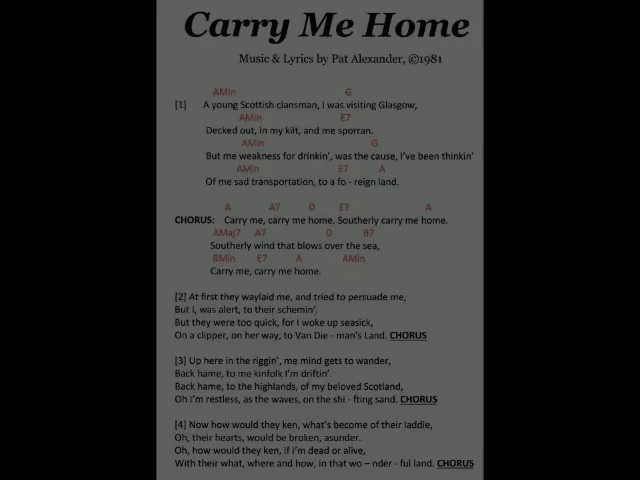 Carry Me Home
Music & Lyrics by Pat Alexander, ©1981
AMin G
[1] A young Scottish clansman, I was visiting Glasgow,
AMin E7
Decked out, in my kilt, and me sporran.
AMin G
But me weakness for drinkin', was the cause, I've been thinkin'
AMin E7 A
Of me sad transportation, to a fo - reign land.
A A7 D E7 A
CHORUS: Carry me, carry me home. Southerly carry me home.
AMaj7 A7 D B7
Southerly wind that blows over the sea,
BMin E7 A AMin
Carry me, carry me home.
[2] At first they waylaid me, and tried to persuade me,
But I, was alert, to their schemin'.
But they were too quick, for I woke up seasick,
On a clipper, on her way, to Van Die - man's Land. CHORUS
[3] Up here in the riggin', me mind gets to wander,
Back hame, to me kinfolk I'm driftin'.
Back hame, to the highlands, of my beloved Scotland,
Oh I'm restless, as the waves, on the shi - fting sand. CHORUS
[4] Now how would they ken, what's become of their laddie,
Oh, their hearts, would be broken, asunder.
Oh, how would they ken, if I'm dead or alive,
With their what, where and how, in that wo – nder - ful land. CHORUS